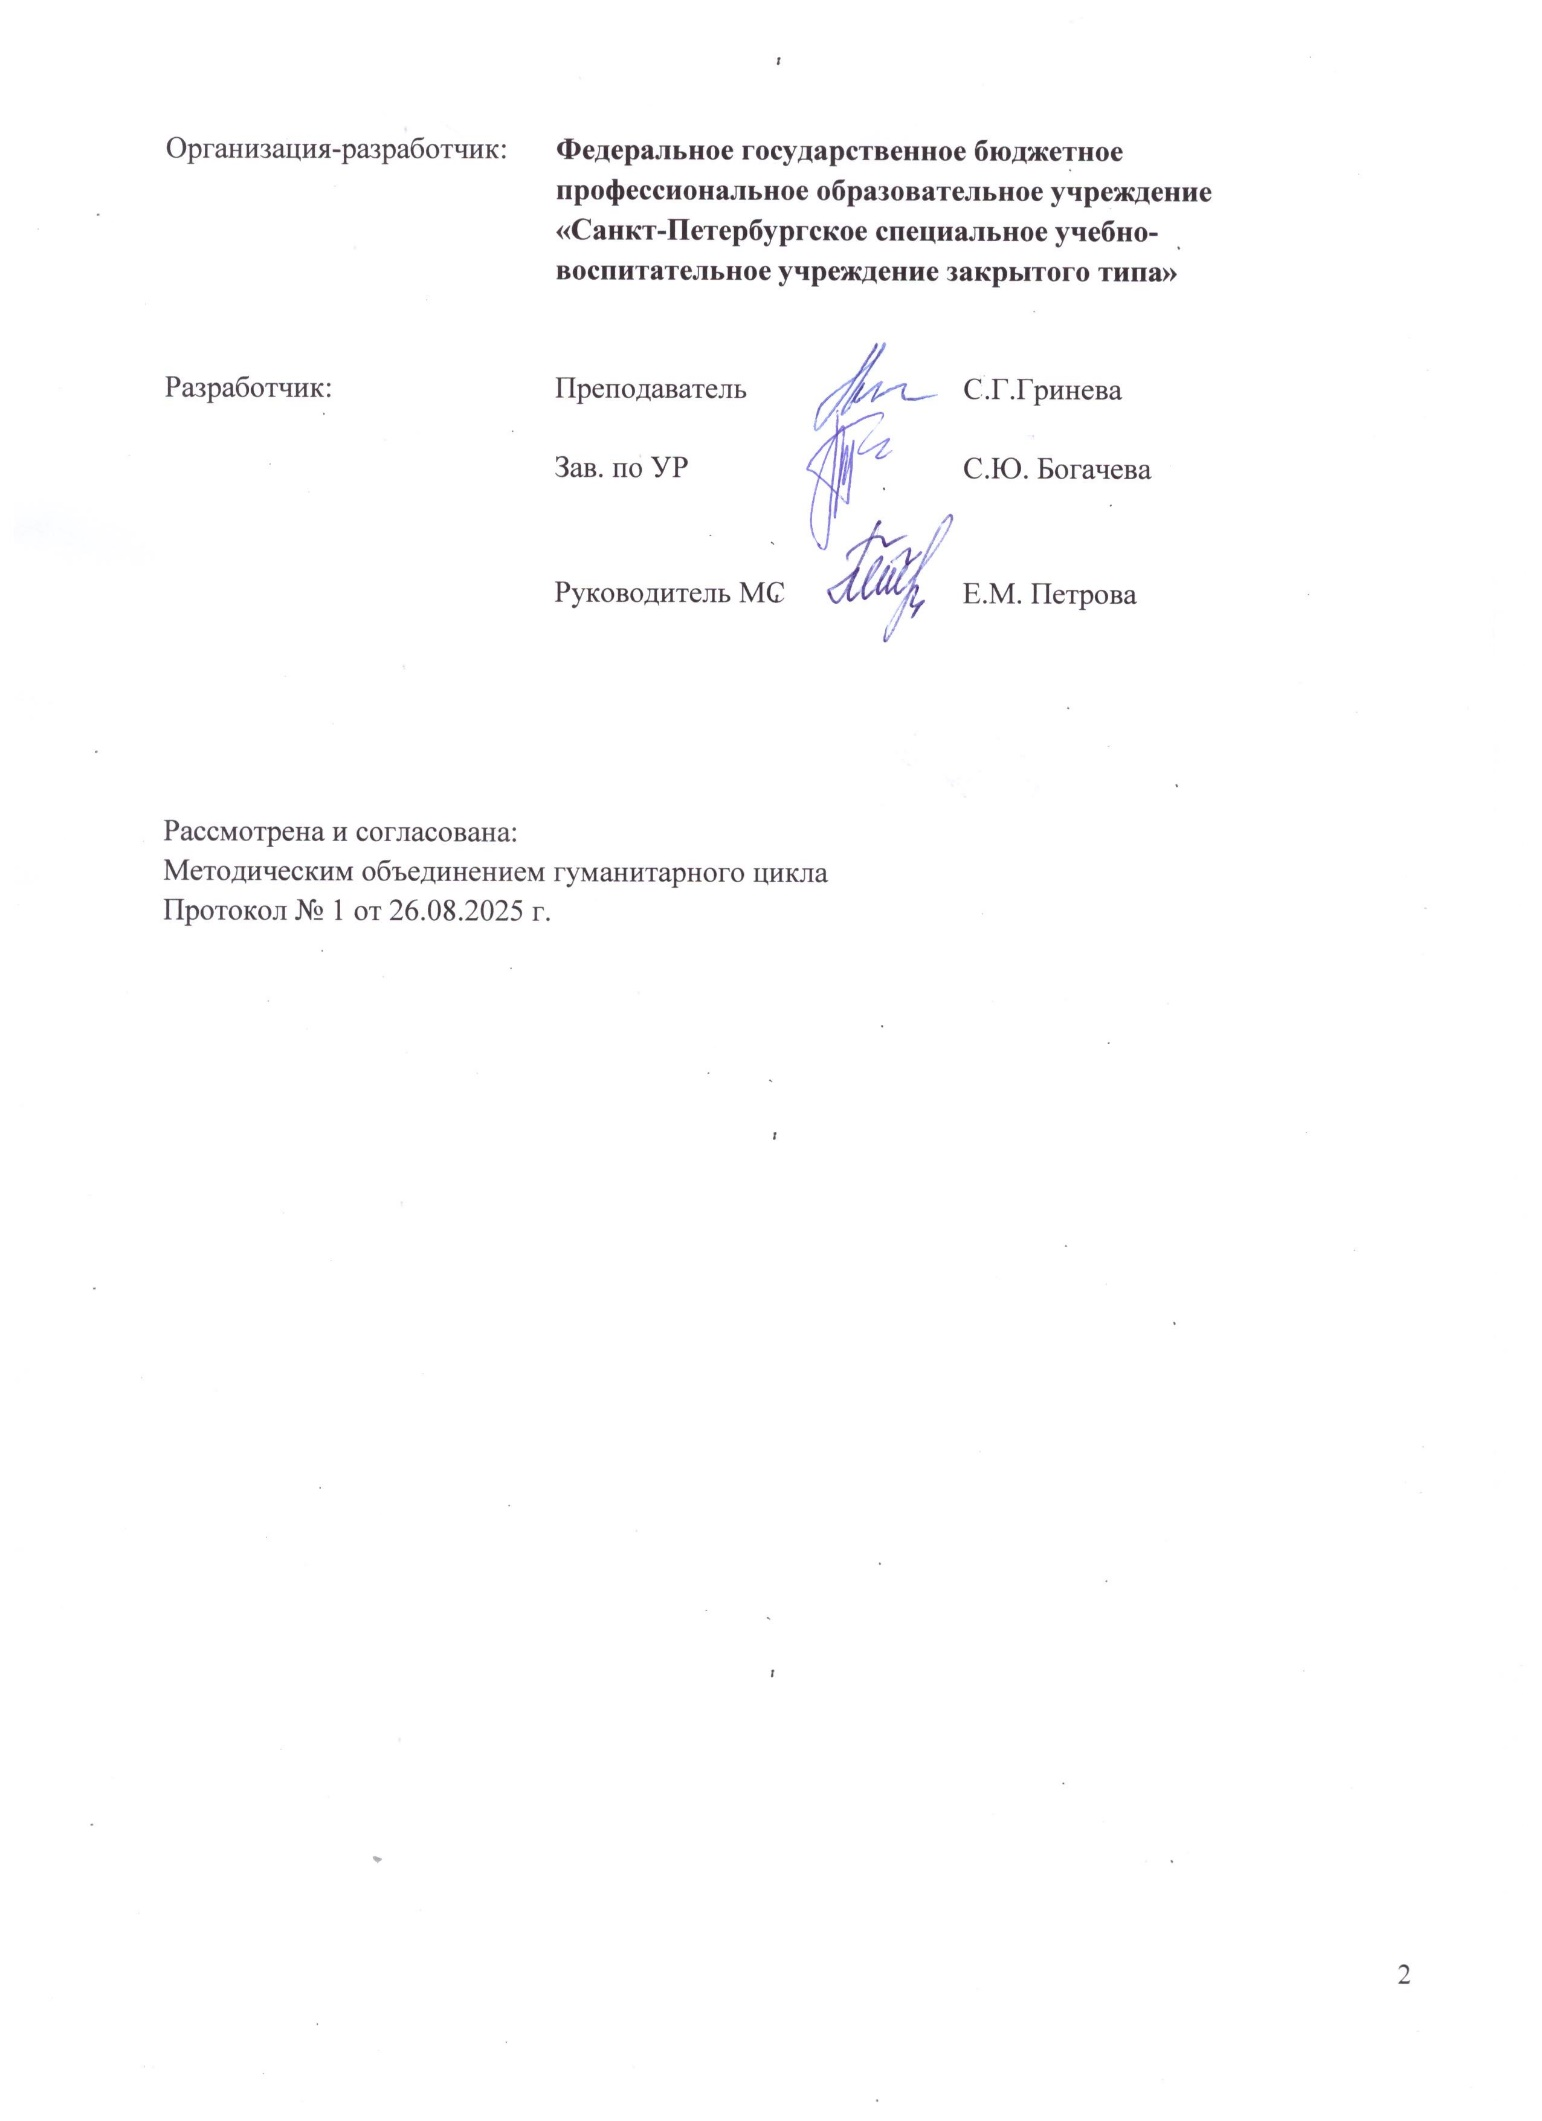 Организация-разработчик: Федеральное государственное бюджетное
профессиональное образовательное учреждение
«Санкт-Петербургское специальное учебно-
воспитательное учреждение закрытого типа»
Разработчик: Преподаватель С.Г.Гринева
Зав. по УР С.Ю. Богачева
Руководитель МС Е.М. Петрова
Рассмотрена и согласована:
Методическим объединением гуманитарного цикла
Протокол № 1 от 26.08.2025 г.
2